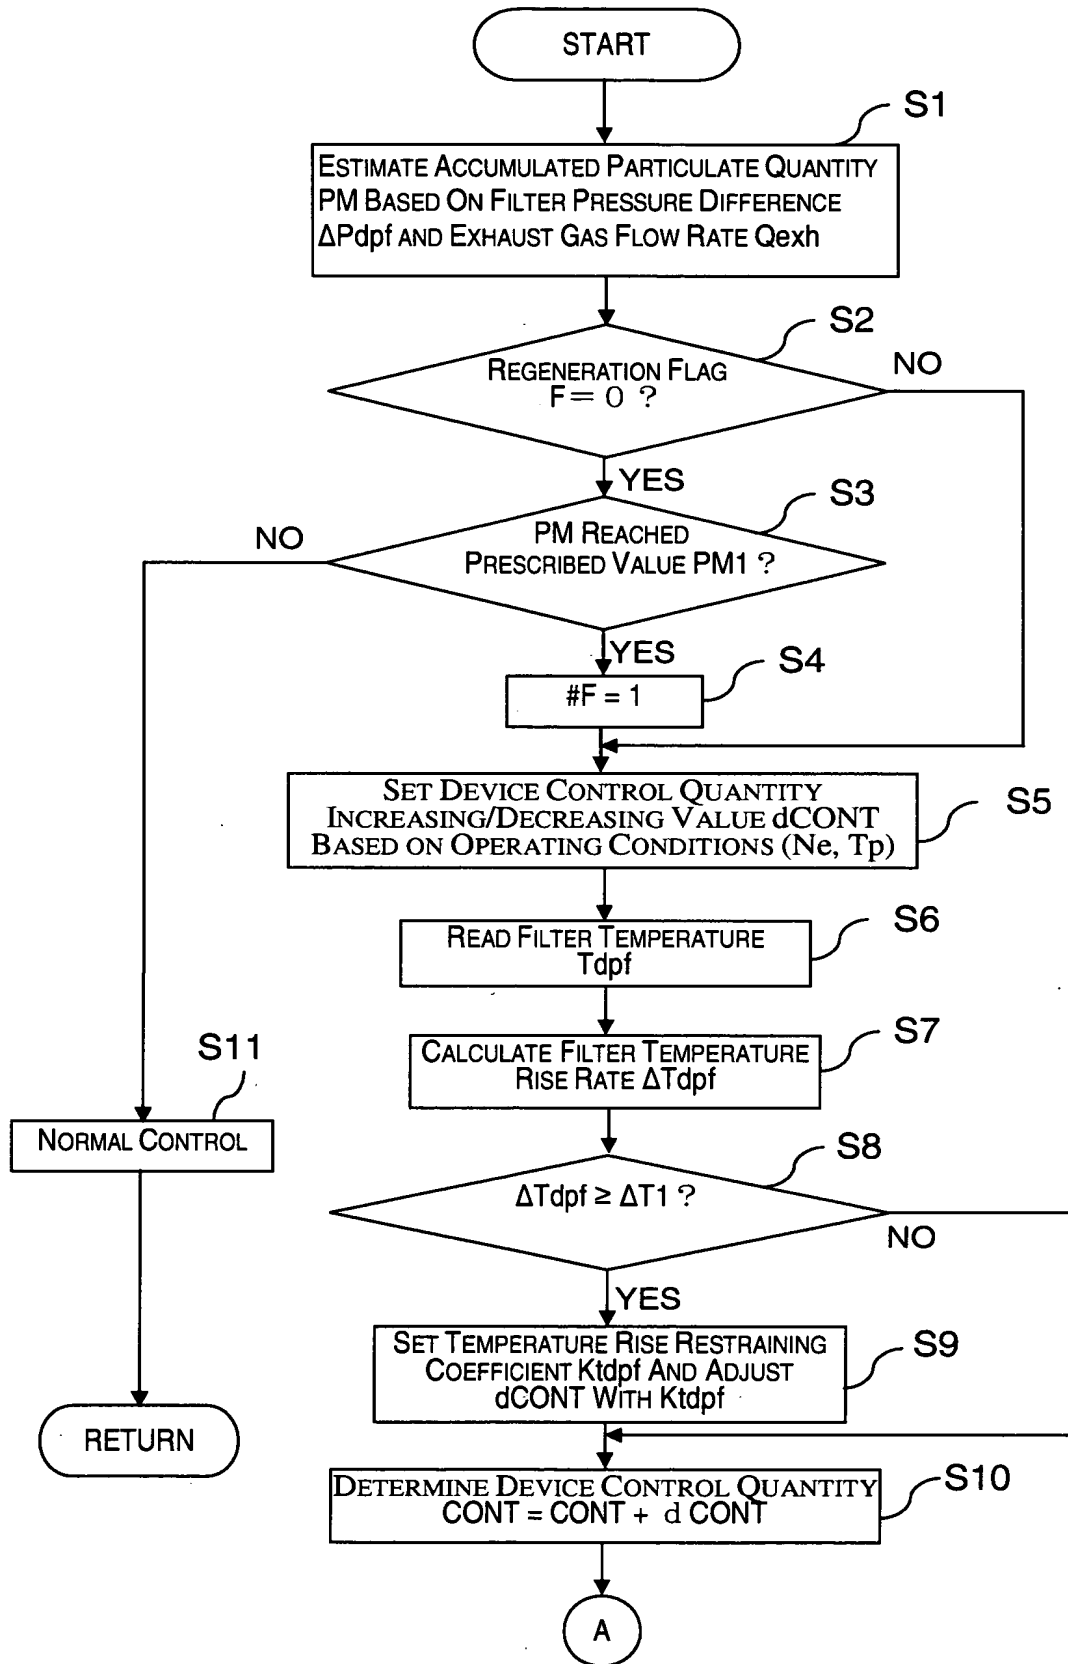 START
S1
ESTIMATE ACCUMULATED PARTICULATE QUANTITY
PM BASED ON FILTER PRESSURE DIFFERENCE
ΔPdpf AND EXHAUST GAS FLOW RATE Qexh
S2
REGENERATION FLAG
F= 0 ?
NO
YES
S3
PM REACHED
PRESCRIBED VALUE PM1 ?
NO
YES
S4
#F = 1
SET DEVICE CONTROL QUANTITY
INCREASING/DECREASING VALUE dCONT
BASED ON OPERATING CONDITIONS (Ne, Tp)
S5
S6
READ FILTER TEMPERATURE
Tdpf
S7
CALCULATE FILTER TEMPERATURE
RISE RATE ΔTdpf
S11
NORMAL CONTROL
S8
ΔTdpf ≥ ΔT1 ?
NO
YES
SET TEMPERATURE RISE RESTRAINING
COEFFICIENT Ktdpf AND ADJUST
dCONT WITH Ktdpf
S9
RETURN
DETERMINE DEVICE CONTROL QUANTITY
CONT = CONT + d CONT
S10
A